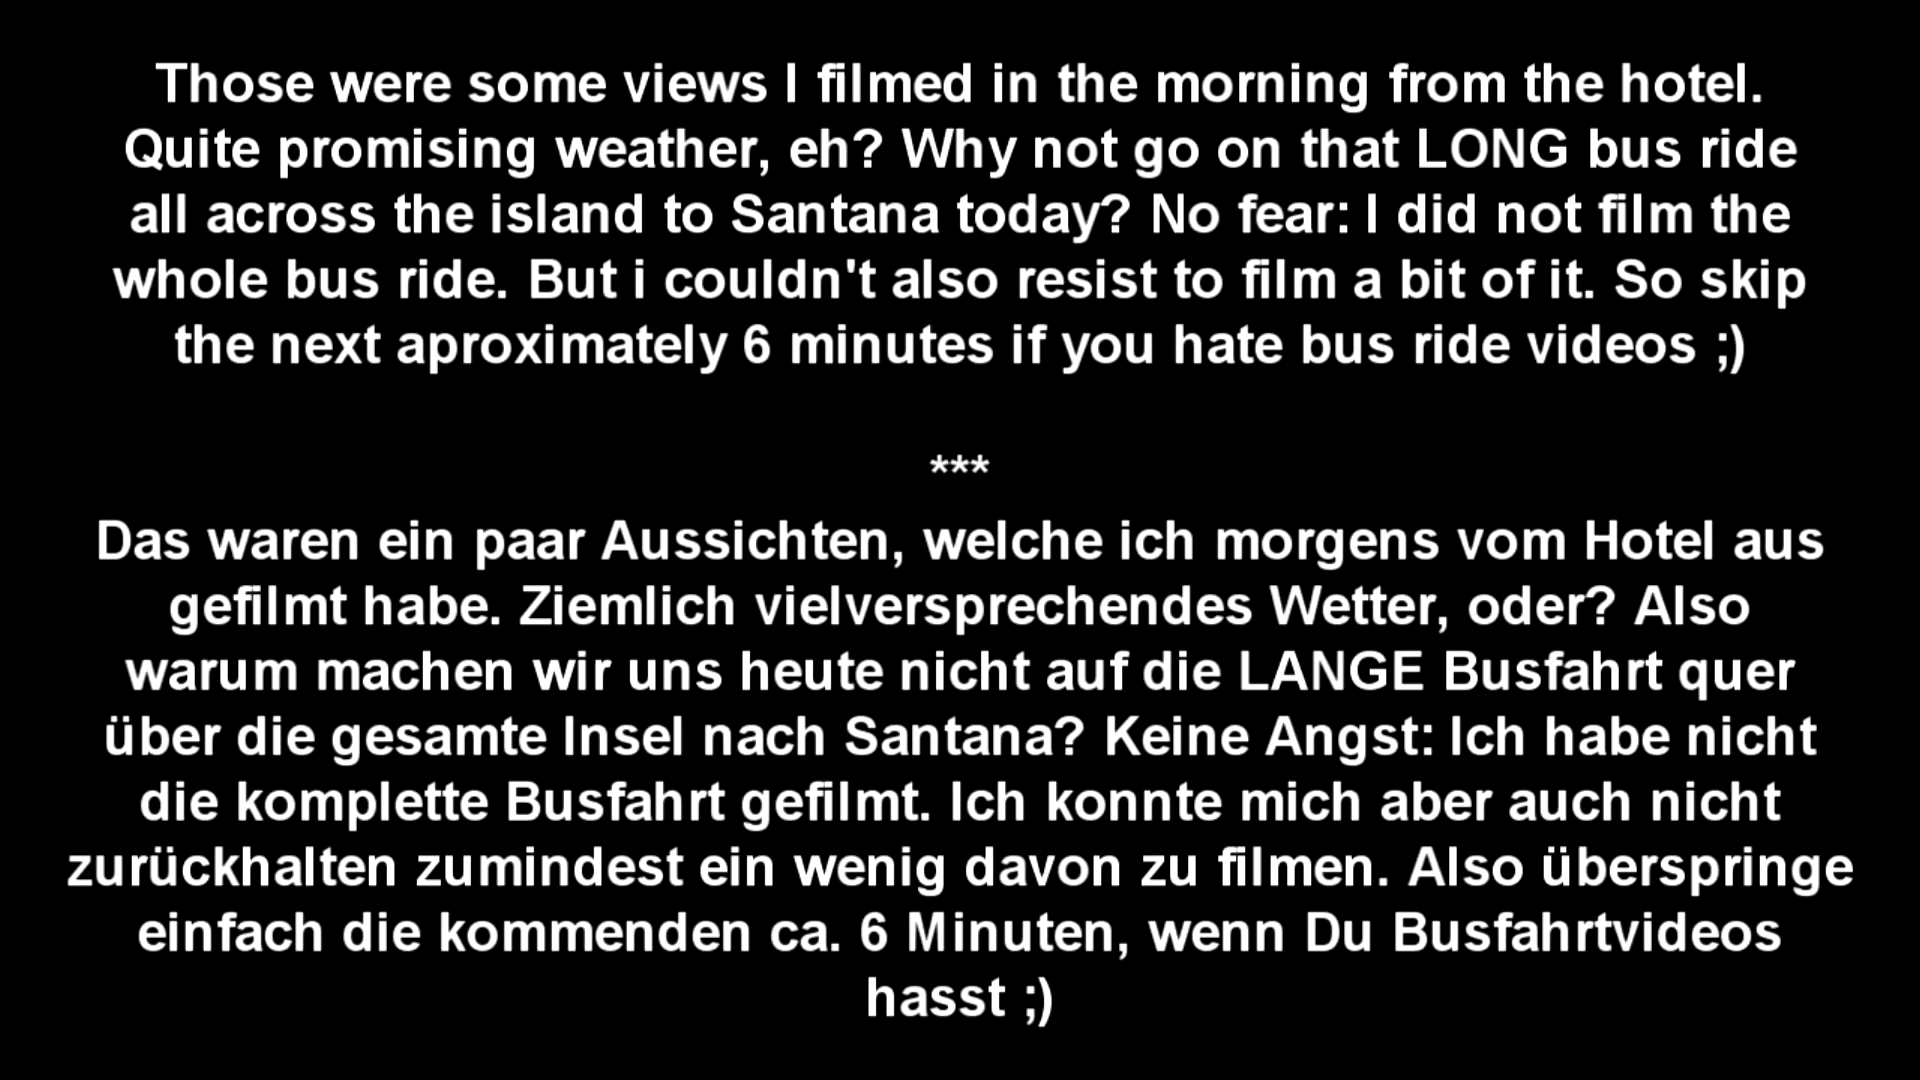 Those were some views I filmed in the morning from the hotel.
Quite promising weather, eh? Why not go on that LONG bus ride
all across the island to Santana today? No fear: I did not film the
whole bus ride. But i couldn't also resist to film a bit of it. So skip
the next aproximately 6 minutes if you hate bus ride videos ;)
***
Das waren ein paar Aussichten, welche ich morgens vom Hotel aus
gefilmt habe. Ziemlich vielversprechendes Wetter, oder? Also
warum machen wir uns heute nicht auf die LANGE Busfahrt quer
über die gesamte Insel nach Santana? Keine Angst: Ich habe nicht
die komplette Busfahrt gefilmt. Ich konnte mich aber auch nicht
zurückhalten zumindest ein wenig davon zu filmen. Also überspringe
einfach die kommenden ca. 6 Minuten, wenn Du Busfahrtvideos
hasst ;)